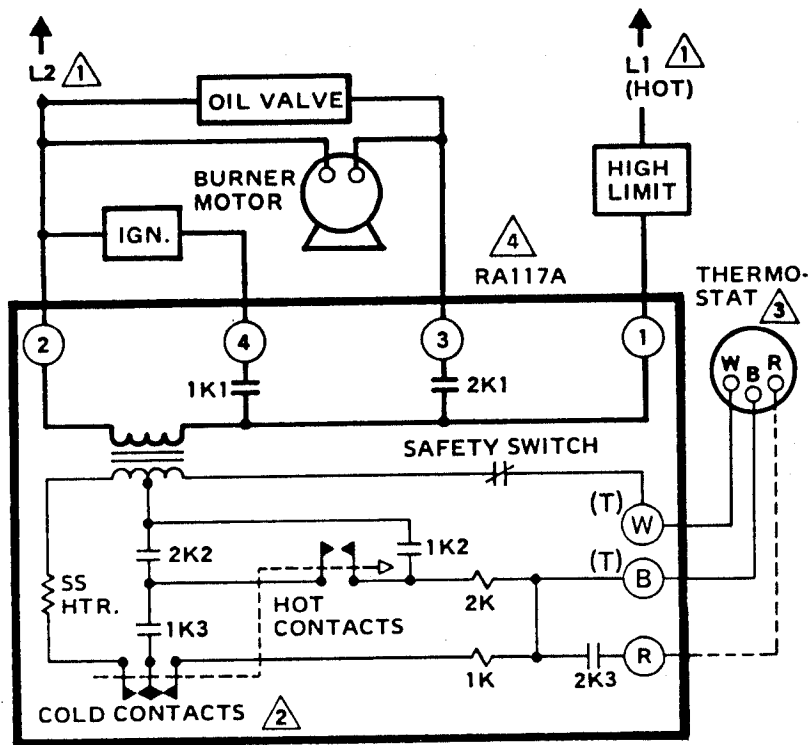 L2 1
L1 1
(HOT)
OIL VALVE
HIGH
LIMIT
BURNER
MOTOR
IGN.
4
RA117A
THERMO-
STAT 3
2
4
3
1
W B R
1K1
2K1
SAFETY SWITCH
(T)
W
2K2
1K2
(T)
B
SS
HTR.
HOT
CONTACTS
2K
1K3
R
1K
2K3
COLD CONTACTS 2